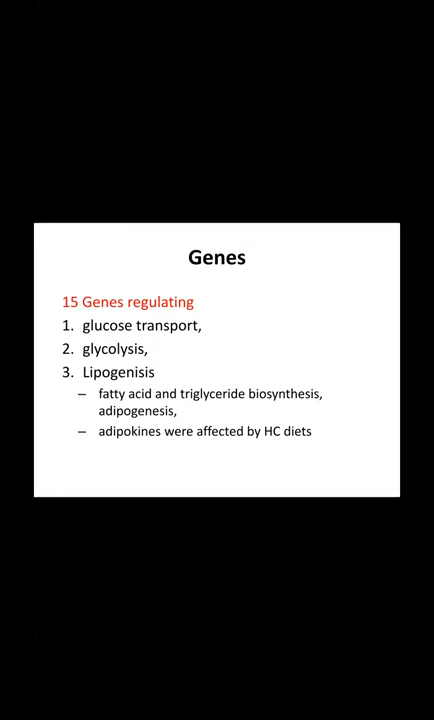 Genes
15 Genes regulating
1. glucose transport,
2. glycolysis,
3. Lipogenisis
– fatty acid and triglyceride biosynthesis,
adipogenesis,
– adipokines were affected by HC diets